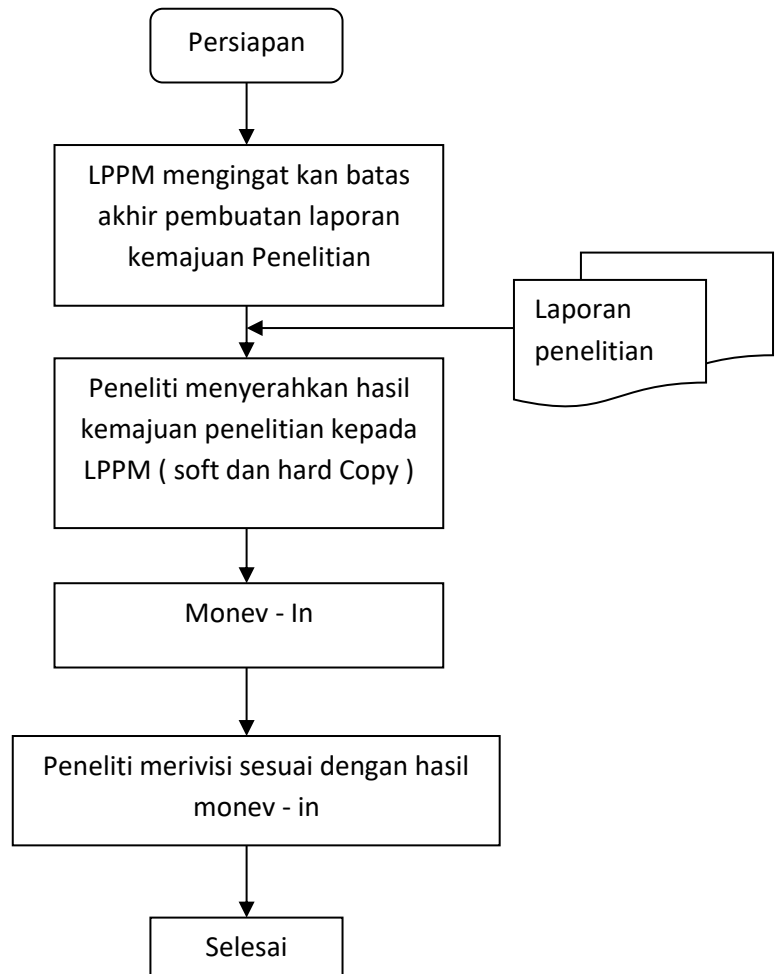 Persiapan
LPPM mengingat kan batas
akhir pembuatan laporan
kemajuan Penelitian
Laporan
penelitian
Peneliti menyerahkan hasil
kemajuan penelitian kepada
LPPM ( soft dan hard Copy )
Monev - In
Peneliti merivisi sesuai dengan hasil
monev - in
Selesai